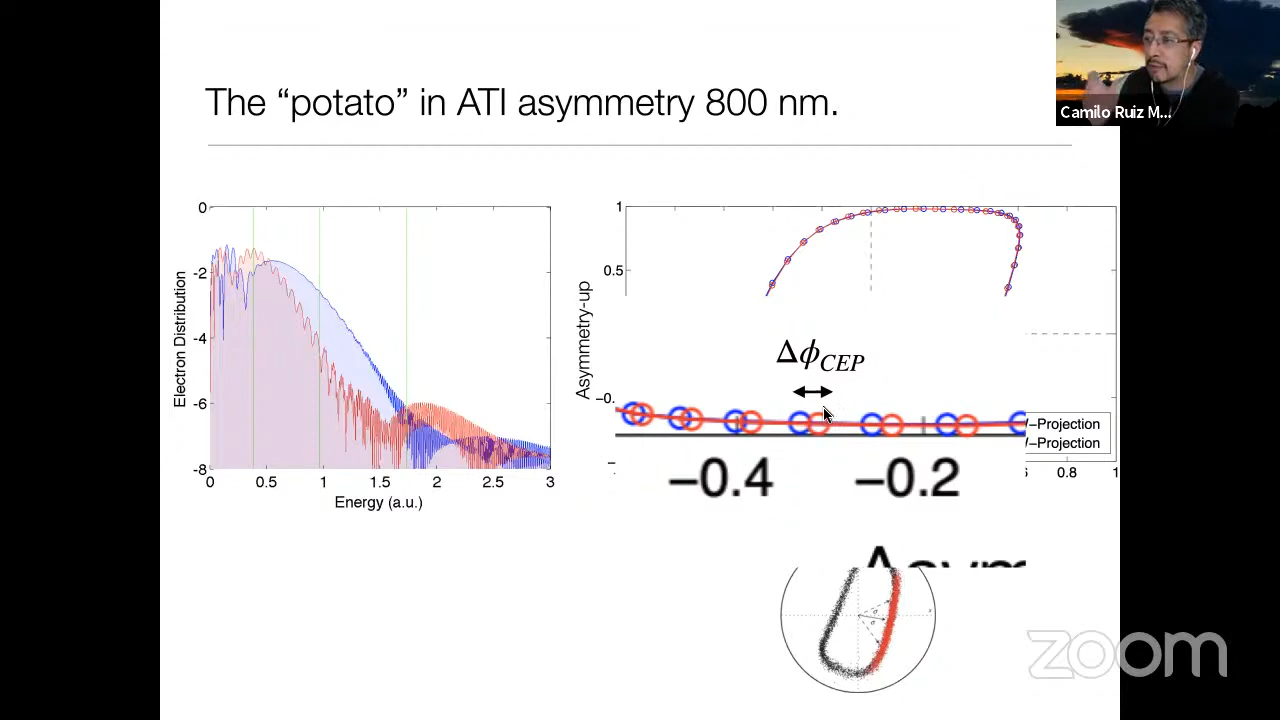 Camilo Ruiz M...
The “potato” in ATI asymmetry 800 nm.
0
-2
-4
-6
-8
Electron Distribution
0
0.5
1
1.5
2
2.5
3
Energy (a.u.)
1
0.5
−0.
Asymmetry-up
ΔϕCEP
-Projection
-Projection
−0.4
−0.2
0.8
1
zoom